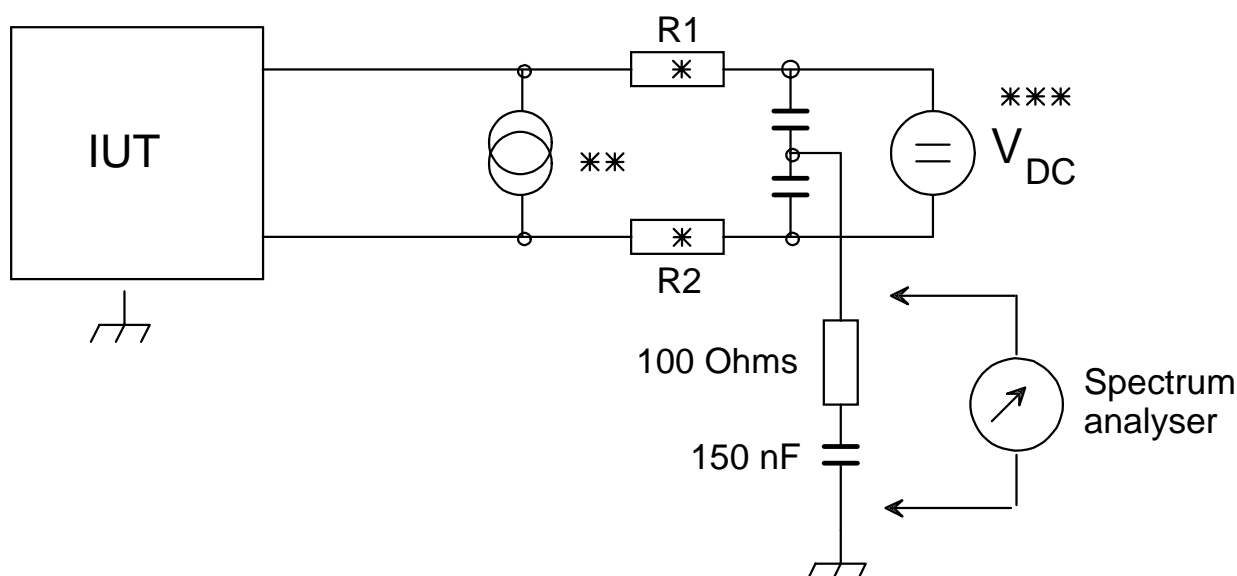 R1
*
***
IUT
**
=
V DC
*
R2
100 Ohms
Spectrum
analyser
150 nF